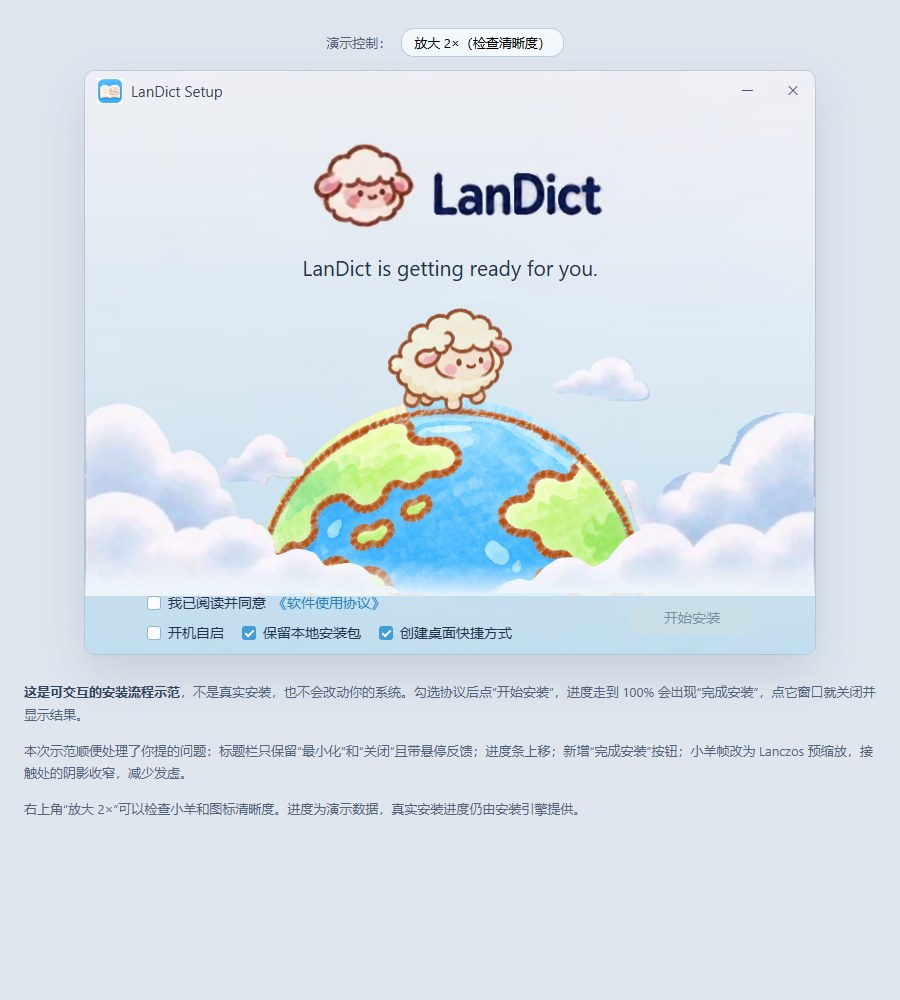 演示控制： 放大 2×（检查清晰度）
LanDict Setup
LanDict
LanDict is getting ready for you.
我已阅读并同意 《软件使用协议》
开机自启 保留本地安装包 创建桌面快捷方式
开始安装
这是可交互的安装流程示范，不是真实安装，也不会改动你的系统。勾选协议后点“开始安装”，进度走到 100% 会出现“完成安装”，点它窗口就关闭并
显示结果。
本次示范顺便处理了你提的问题：标题栏只保留“最小化”和“关闭”且带悬停反馈；进度条上移；新增“完成安装”按钮；小羊帧改为 Lanczos 预缩放，接
触处的阴影收窄，减少发虚。
右上角“放大 2×”可以检查小羊和图标清晰度。进度为演示数据，真实安装进度仍由安装引擎提供。